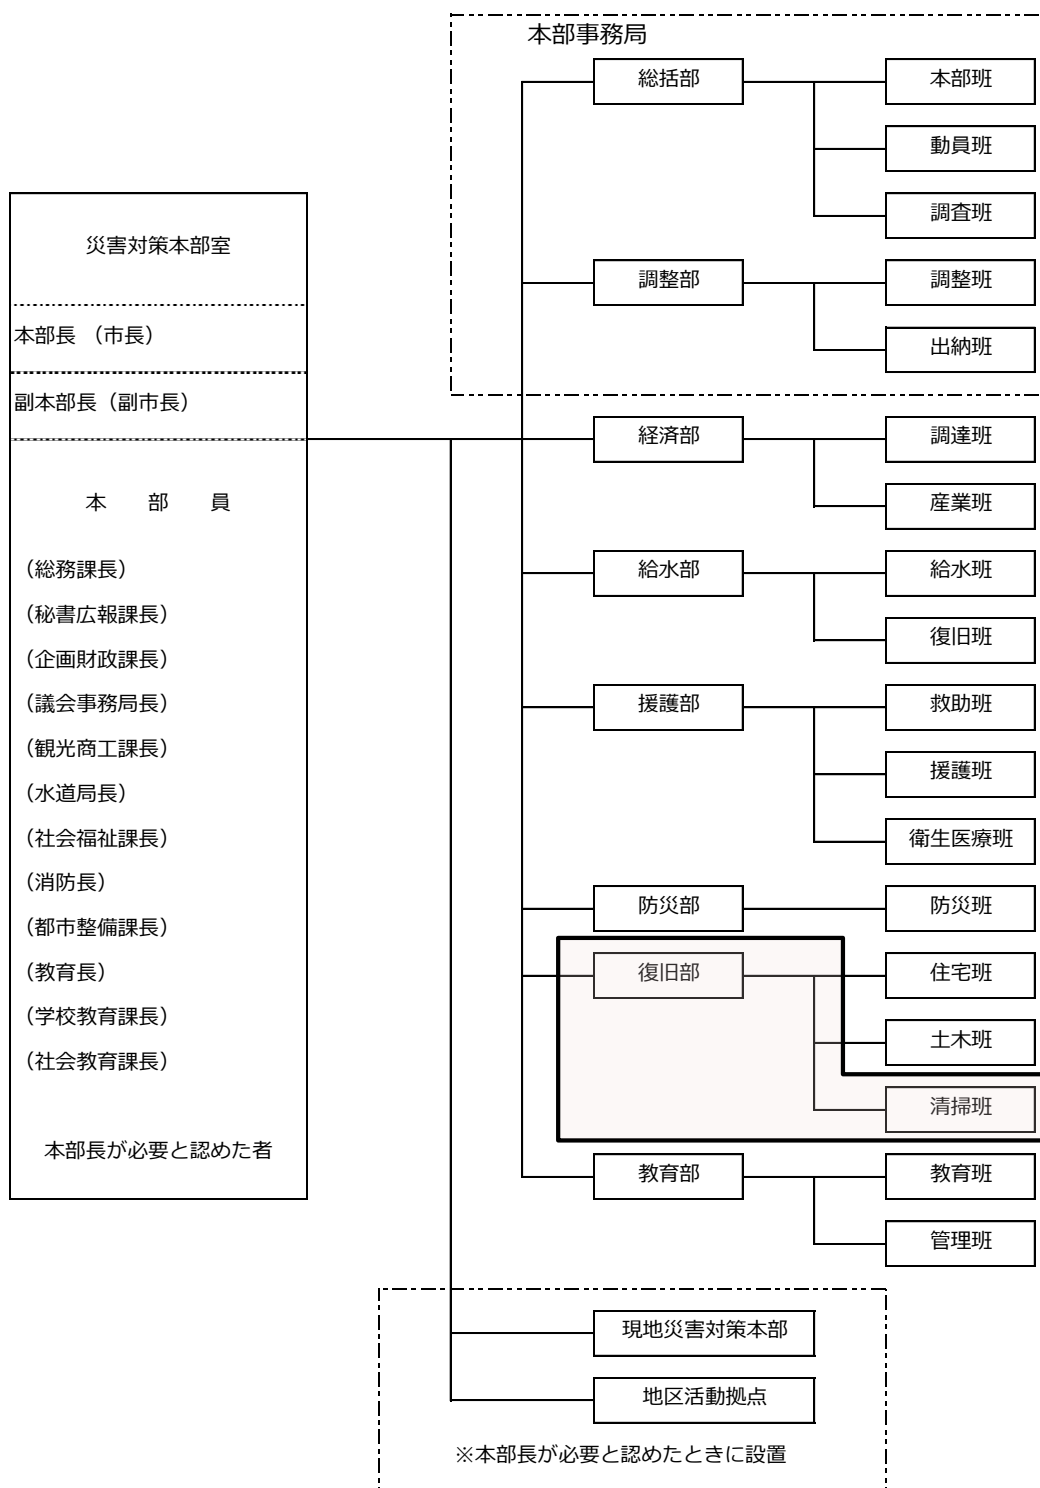 本部事務局
総括部
本部班
動員班
調査班
調整部
調整班
出納班
災害対策本部室
本部長 （市長）
副本部長（副市長）
本 部 員
（総務課長）
（秘書広報課長）
（企画財政課長）
（議会事務局長）
（観光商工課長）
（水道局長）
（社会福祉課長）
（消防長）
（都市整備課長）
（教育長）
（学校教育課長）
（社会教育課長）
本部長が必要と認めた者
経済部
調達班
産業班
給水部
給水班
復旧班
援護部
救助班
援護班
衛生医療班
防災部
防災班
復旧部
住宅班
土木班
清掃班
教育部
教育班
管理班
現地災害対策本部
地区活動拠点
※本部長が必要と認めたときに設置